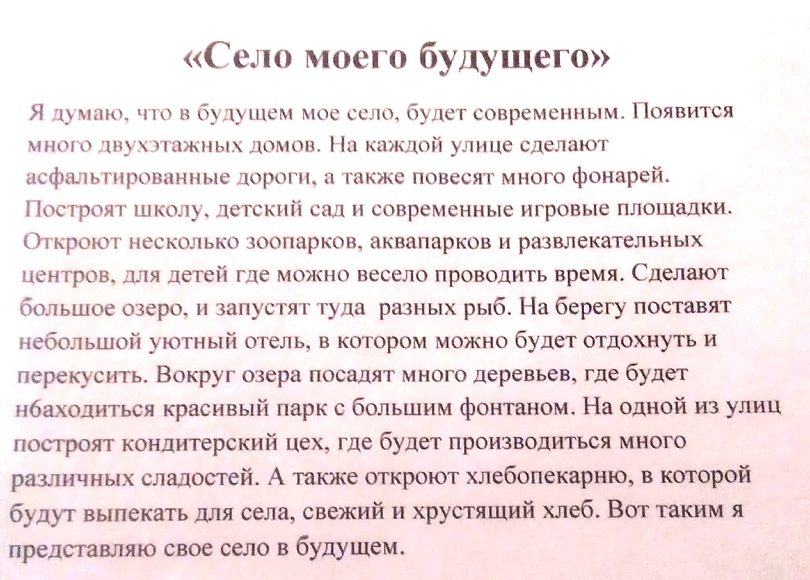 «Село моего будущего»
Я думаю, что в будущем мое село, будет современным. Появится
много двухэтажных домов. На каждой улице сделают
асфальтированные дороги, а также повесят много фонарей.
Построят школу, детский сад и современные игровые площадки.
Откроют несколько зоопарков, аквапарков и развлекательных
центров, для детей где можно весело проводить время. Сделают
большое озеро, и запустят туда  разных рыб. На берегу поставят
небольшой уютный отель, в котором можно будет отдохнуть и
перекусить. Вокруг озера посадят много деревьев, где будет
нбаходиться красивый парк с большим фонтаном. На одной из улиц
построят кондитерский цех, где будет производиться много
различных сладостей. А также откроют хлебопекарню, в которой
будут выпекать для села, свежий и хрустящий хлеб. Вот таким я
представляю свое село в будущем.